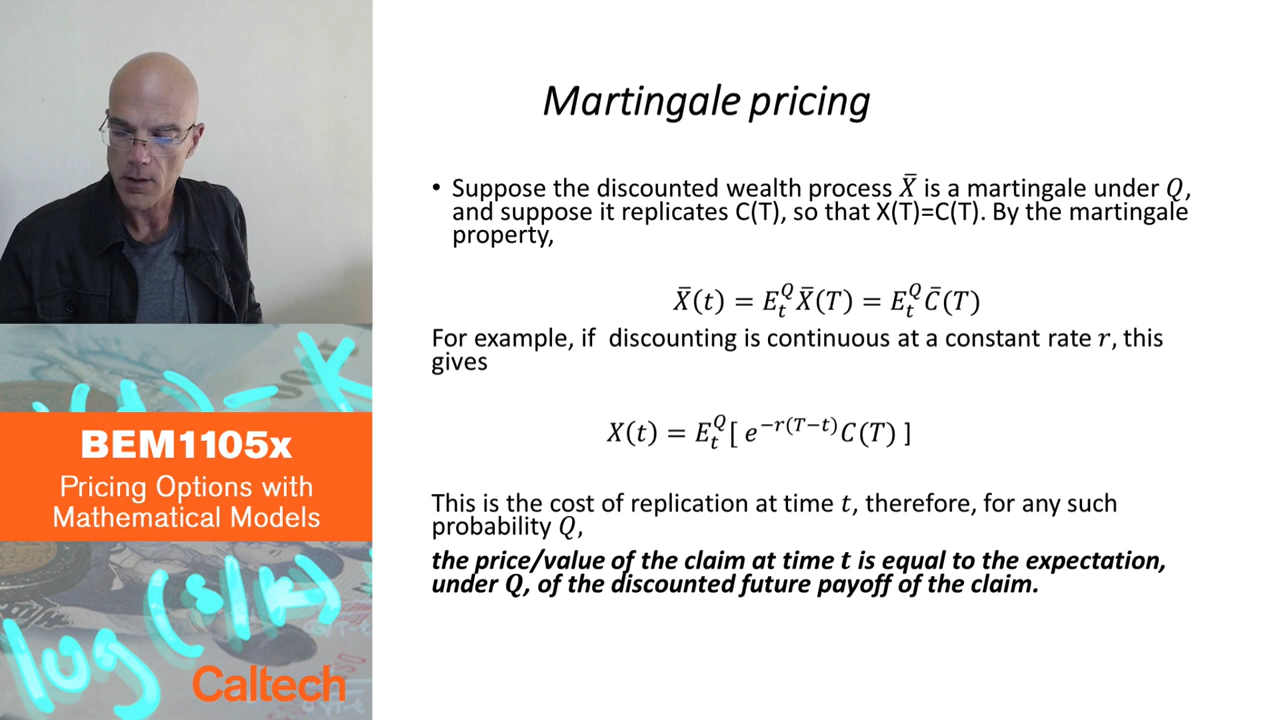 Martingale pricing
• Suppose the discounted wealth process X̄ is a martingale under Q,
and suppose it replicates C(T), so that X(T)=C(T). By the martingale
property,
X̄(t) = E_t^Q X̄(T) = E_t^Q C̄(T)
For example, if discounting is continuous at a constant rate r, this
gives
X(t) = E_t^Q [ e^{−r(T−t)} C(T) ]
This is the cost of replication at time t, therefore, for any such
probability Q,
the price/value of the claim at time t is equal to the expectation,
under Q, of the discounted future payoff of the claim.
BEM1105x
Pricing Options with
Mathematical Models
log(s/k)
Caltech